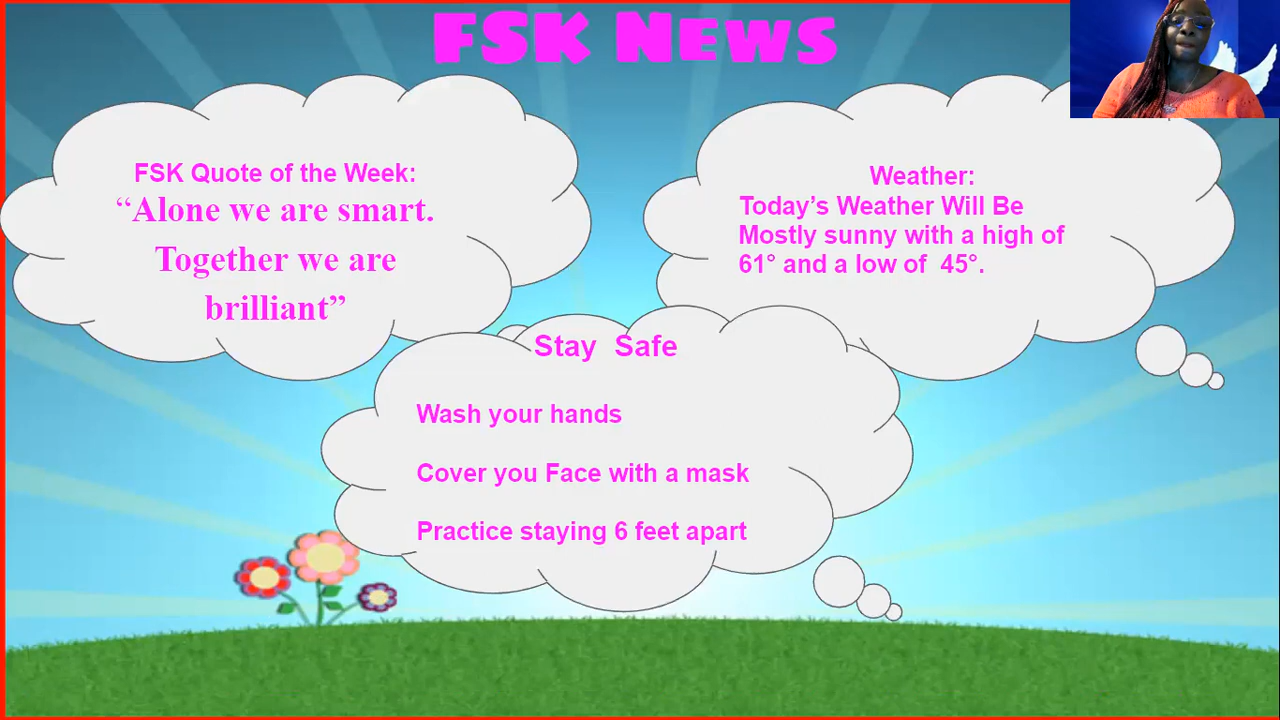 FSK News
FSK Quote of the Week:
“Alone we are smart.
Together we are
brilliant”
Weather:
Today’s Weather Will Be
Mostly sunny with a high of
61° and a low of 45°.
Stay Safe
Wash your hands
Cover you Face with a mask
Practice staying 6 feet apart